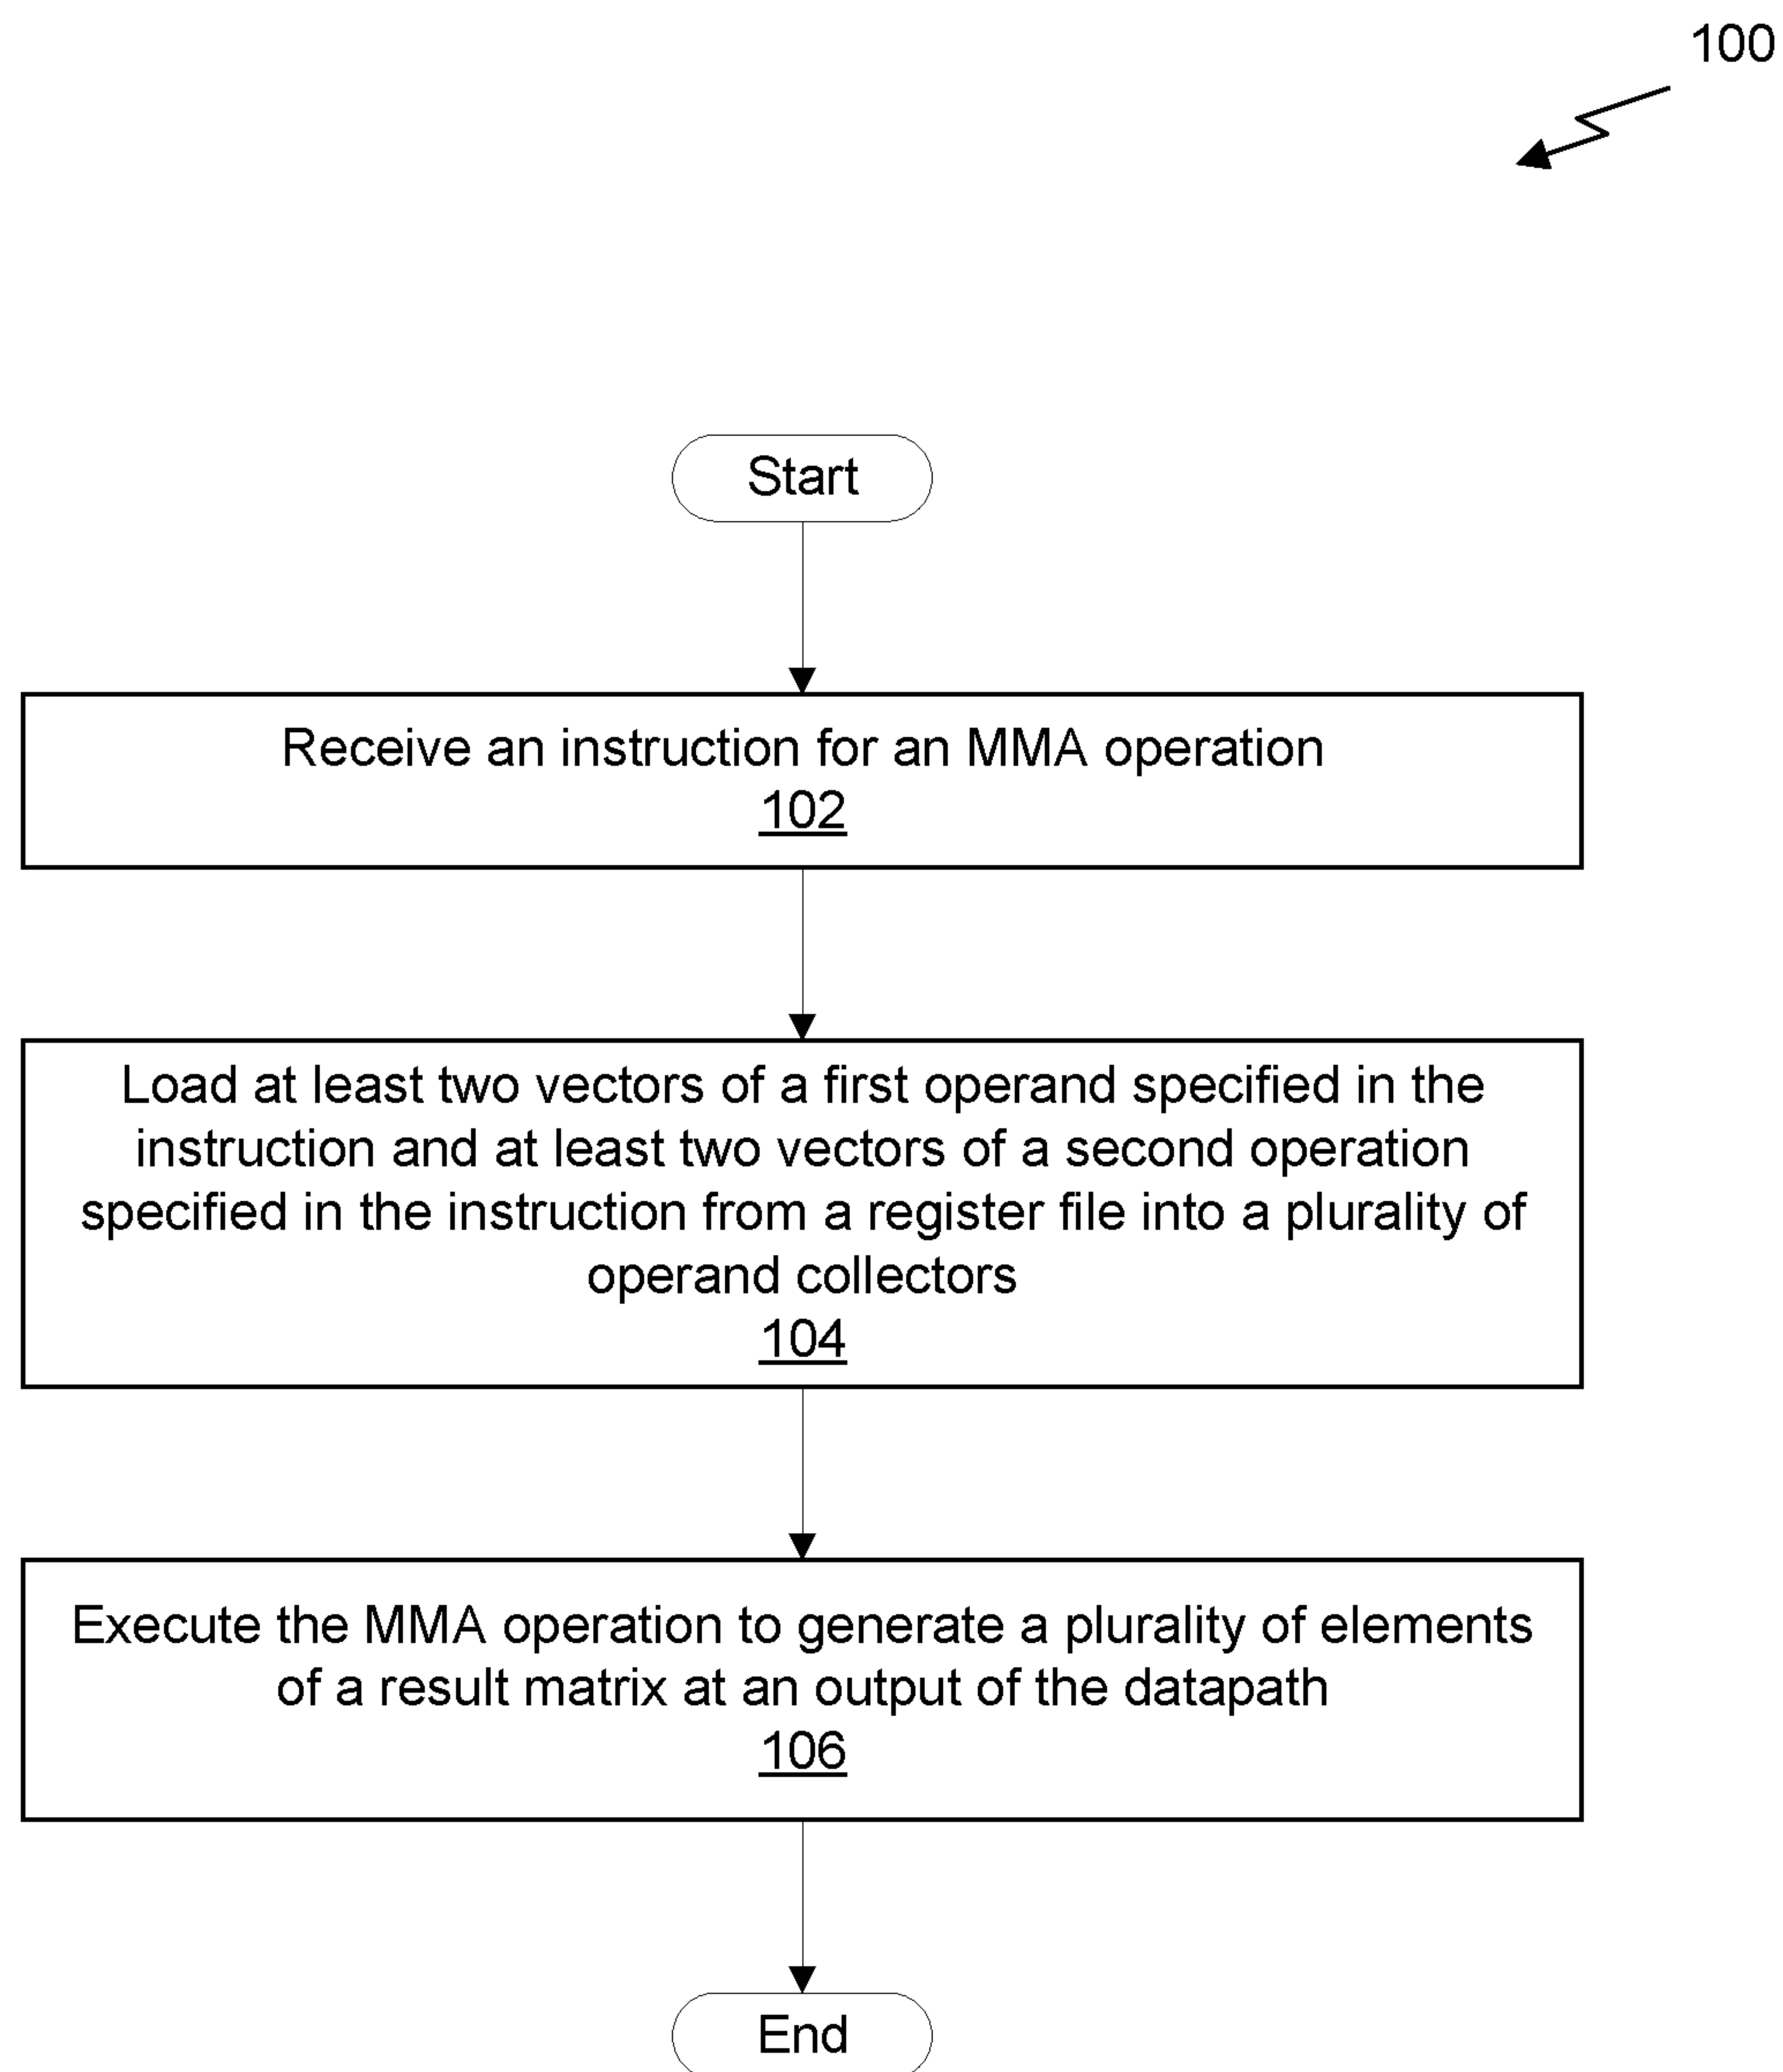 100
Start
Receive an instruction for an MMA operation
102
Load at least two vectors of a first operand specified in the
instruction and at least two vectors of a second operation
specified in the instruction from a register file into a plurality of
operand collectors
104
Execute the MMA operation to generate a plurality of elements
of a result matrix at an output of the datapath
106
End